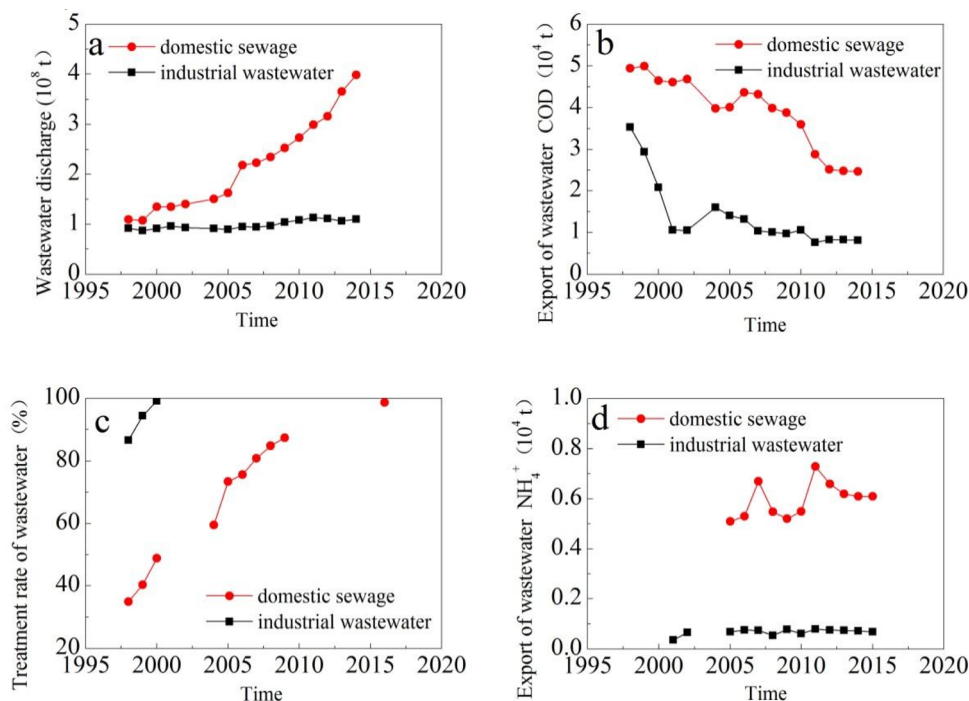 a
domestic sewage
industrial wastewater
Wastewater discharge (10⁸ t)
5
4
3
2
1
0
1995 2000 2005 2010 2015 2020
Time
b
domestic sewage
industrial wastewater
Export of wastewater COD (10⁴ t)
6
5
4
3
2
1
0
1995 2000 2005 2010 2015 2020
Time
c
domestic sewage
industrial wastewater
Treatment rate of wastewater (%)
100
80
60
40
20
1995 2000 2005 2010 2015 2020
Time
d
domestic sewage
industrial wastewater
Export of wastewater NH₄⁺ (10⁴ t)
1.0
0.8
0.6
0.4
0.2
0.0
1995 2000 2005 2010 2015 2020
Time